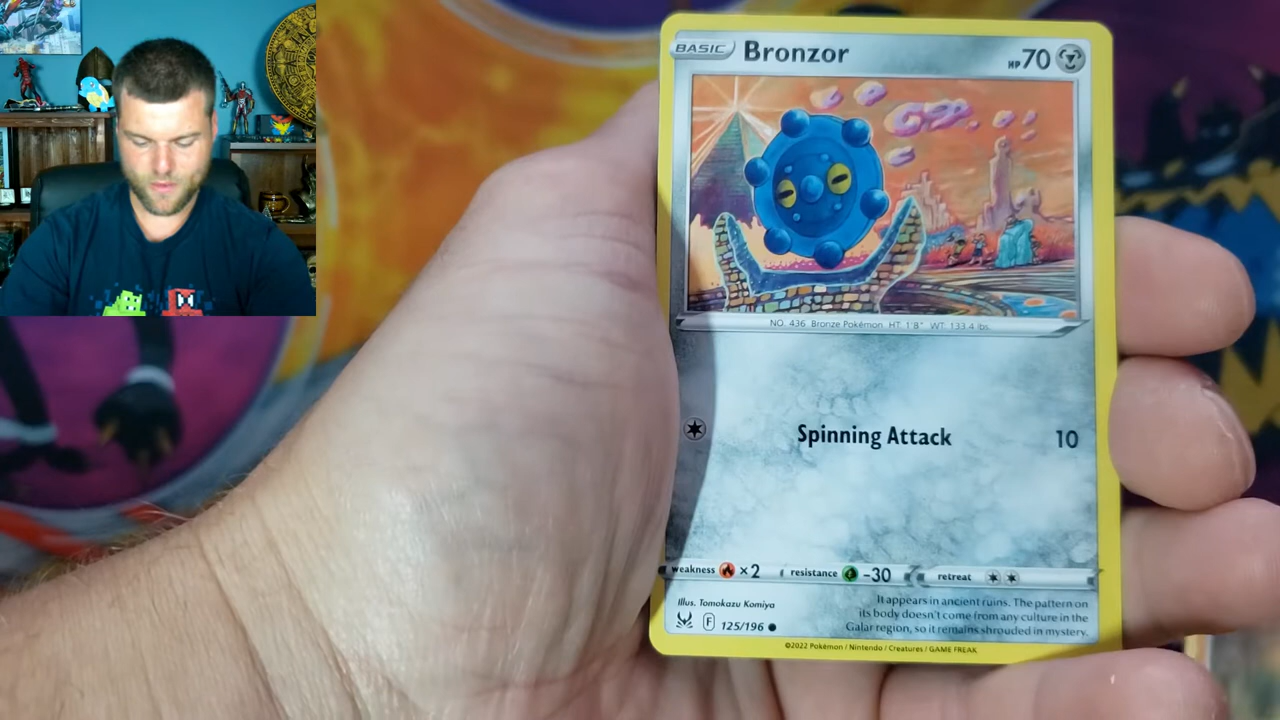 BASIC Bronzor HP 70
NO. 436 Bronze Pokémon HT: 1'8" WT: 133.4 lbs.
Spinning Attack 10
weakness ×2 resistance -30 retreat
Illus. Tomokazu Komiya
F 125/196
It appears in ancient ruins. The pattern on
its body doesn't come from any culture in the
Galar region, so it remains shrouded in mystery.
©2022 Pokémon / Nintendo / Creatures / GAME FREAK